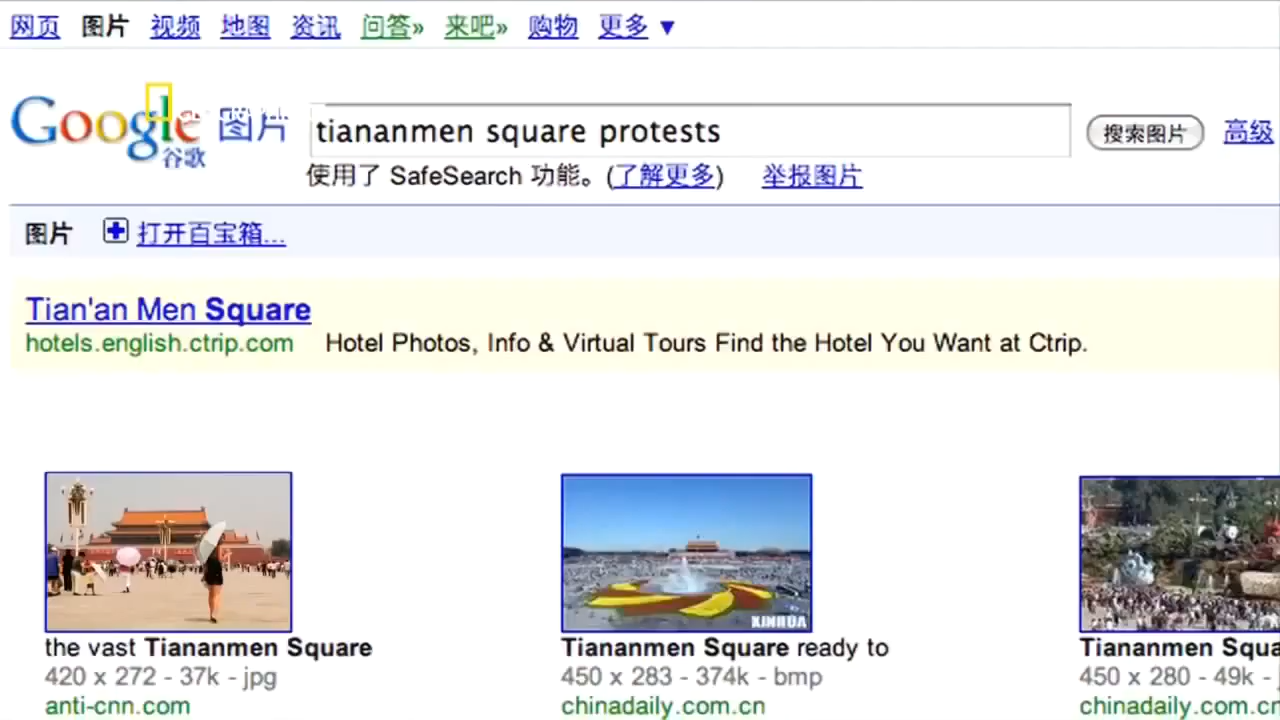 网页 图片 视频 地图 资讯 问答» 来吧» 购物 更多 ▼
Google 谷歌 图片
tiananmen square protests
搜索图片 高级
使用了 SafeSearch 功能。(了解更多) 举报图片
图片 打开百宝箱...
Tian'an Men Square
hotels.english.ctrip.com Hotel Photos, Info & Virtual Tours Find the Hotel You Want at Ctrip.
XINHUA
the vast Tiananmen Square
420 x 272 - 37k - jpg
anti-cnn.com
Tiananmen Square ready to
450 x 283 - 374k - bmp
chinadaily.com.cn
Tiananmen Squa
450 x 280 - 49k -
chinadaily.com.cn